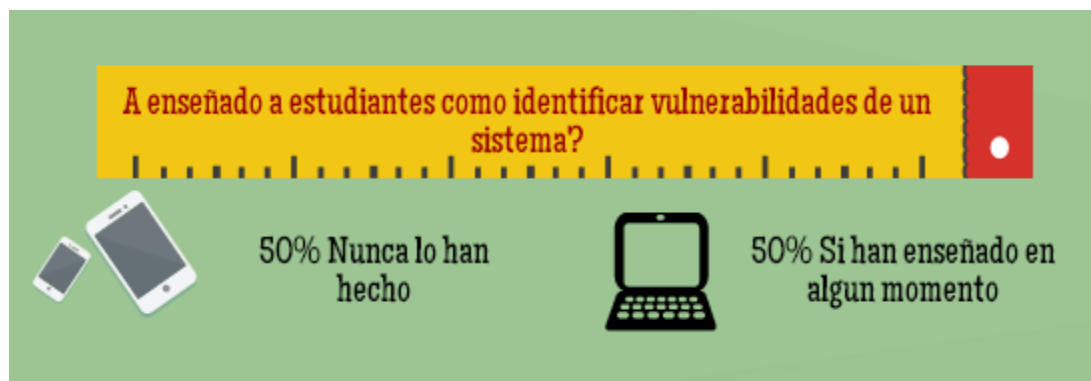 A enseñado a estudiantes como identificar vulnerabilidades de un
sistema'?
50% Nunca lo han
hecho
50% Si han enseñado en
algun momento